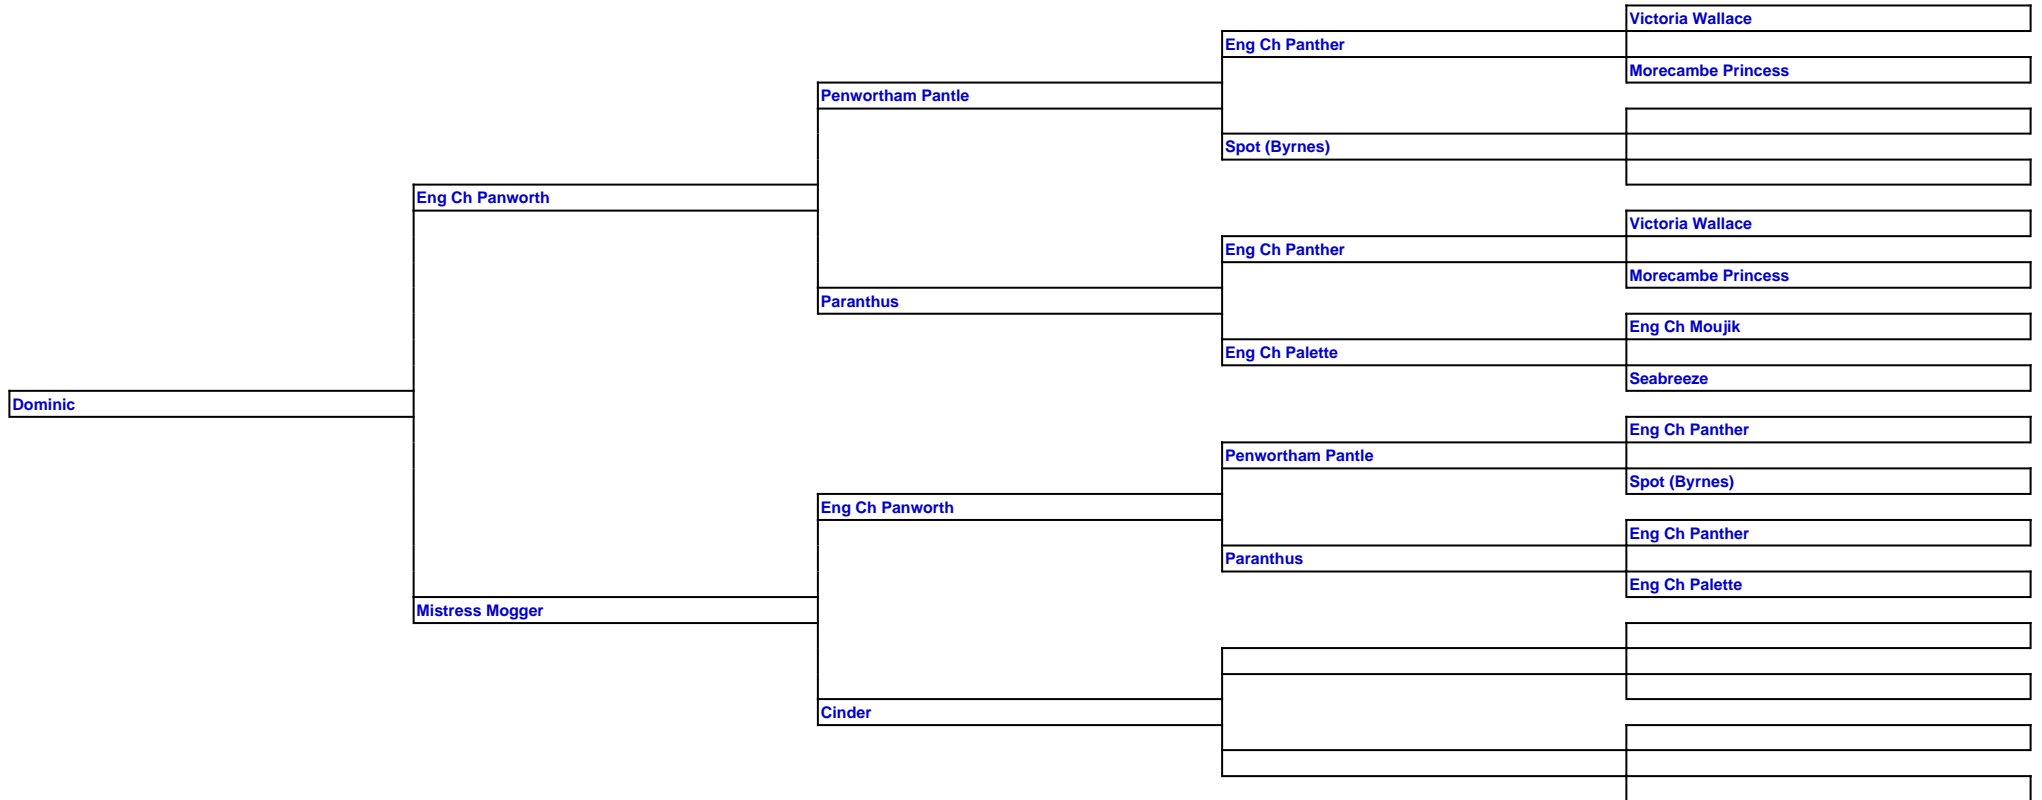 Victoria Wallace
Eng Ch Panther
Morecambe Princess
Penwortham Pantle
Spot (Byrnes)
Eng Ch Panworth
Victoria Wallace
Eng Ch Panther
Morecambe Princess
Paranthus
Eng Ch Moujik
Eng Ch Palette
Seabreeze
Dominic
Eng Ch Panther
Penwortham Pantle
Spot (Byrnes)
Eng Ch Panworth
Eng Ch Panther
Paranthus
Eng Ch Palette
Mistress Mogger
Cinder